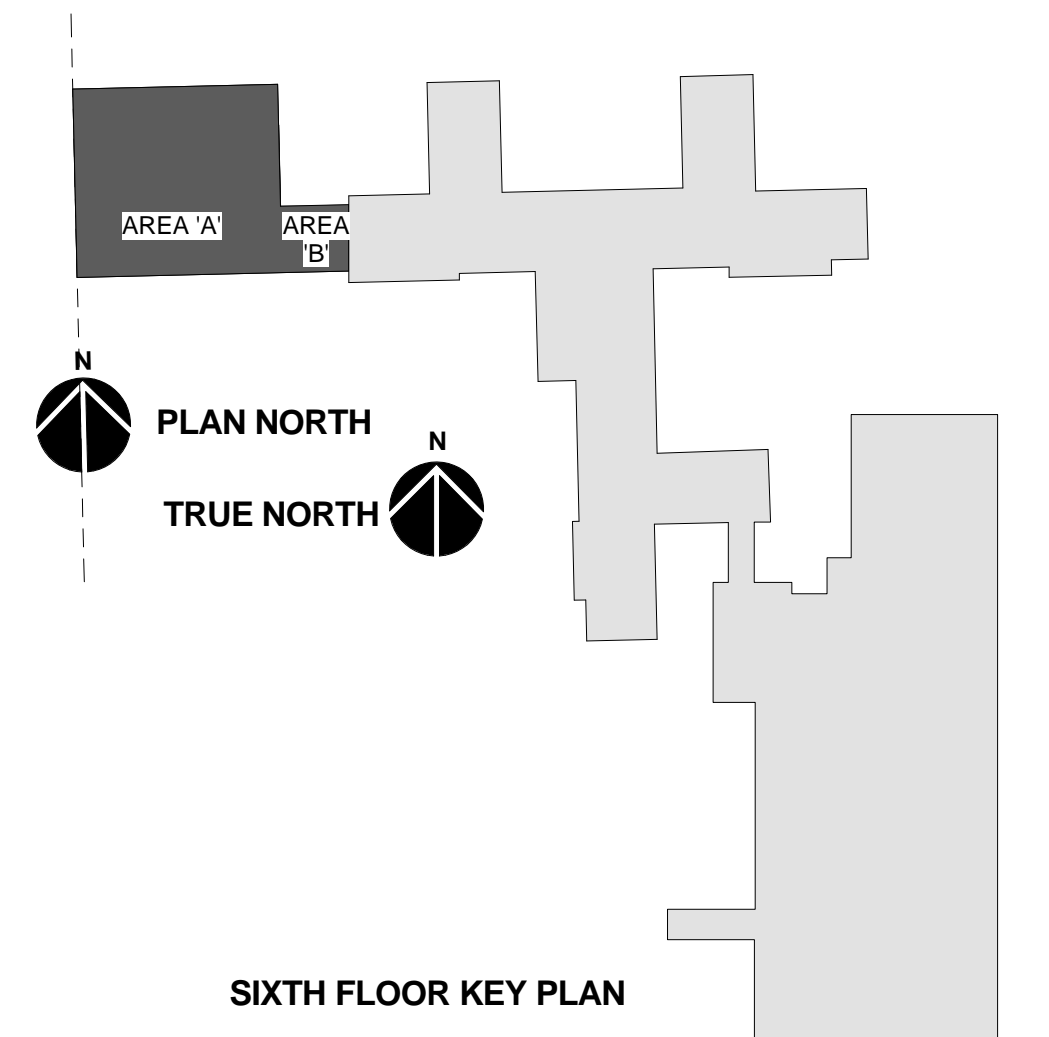 AREA 'A'
AREA
'B'
N
PLAN NORTH
N
TRUE NORTH
SIXTH FLOOR KEY PLAN